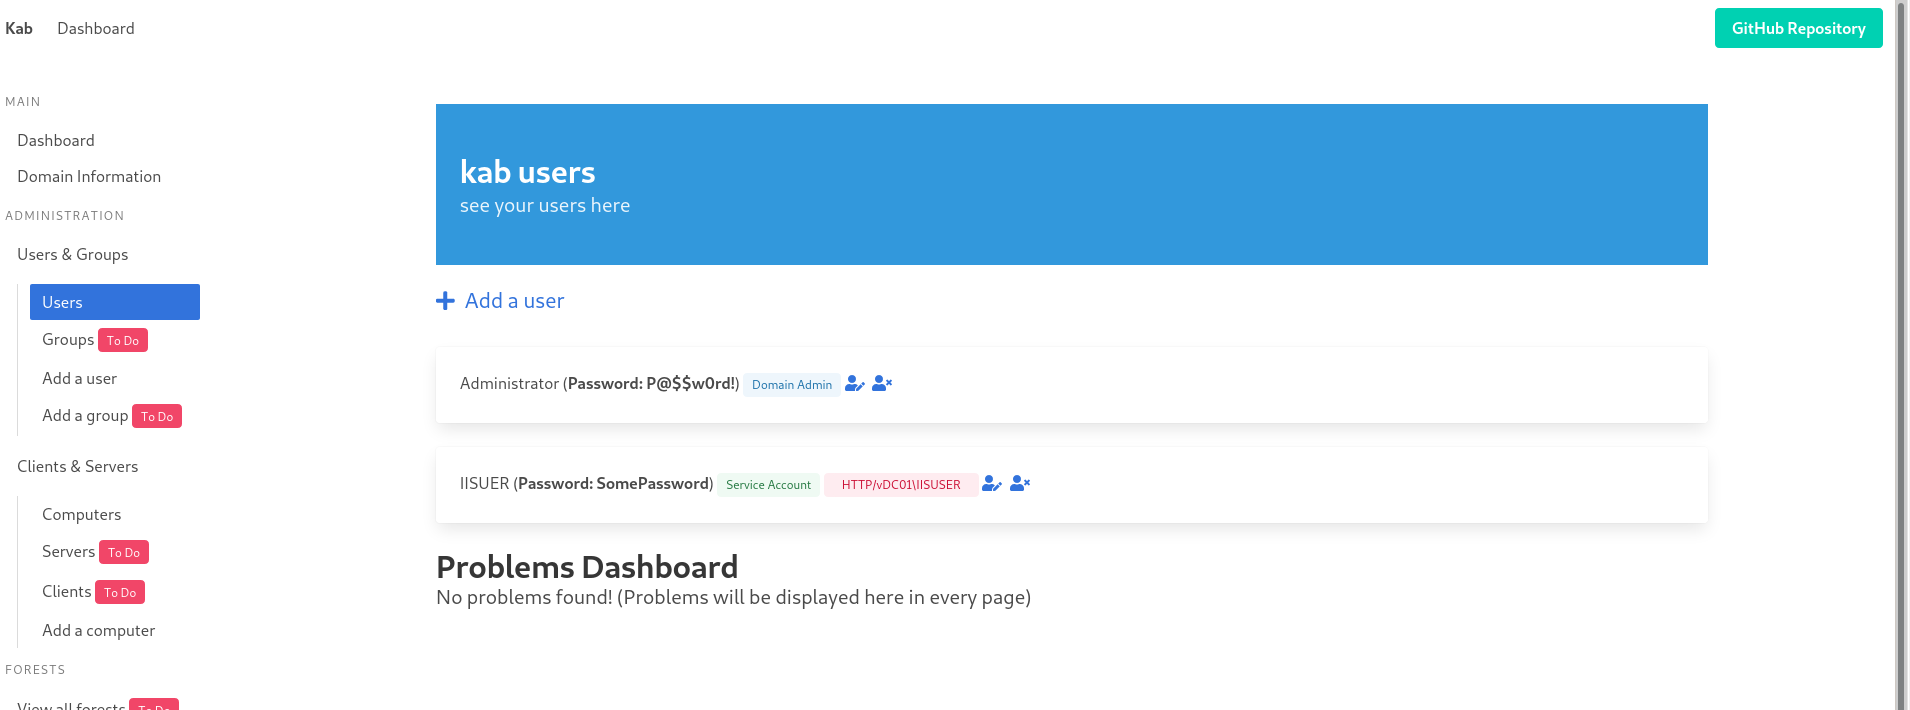 Kab Dashboard GitHub Repository
MAIN
Dashboard
Domain Information
ADMINISTRATION
Users & Groups
Users
Groups To Do
Add a user
Add a group To Do
Clients & Servers
Computers
Servers To Do
Clients To Do
Add a computer
FORESTS
View all forests To Do
kab users
see your users here
Add a user
Administrator (Password: P@$$w0rd!) Domain Admin
IISUER (Password: SomePassword) Service Account HTTP/vDC01\IISUSER
Problems Dashboard
No problems found! (Problems will be displayed here in every page)